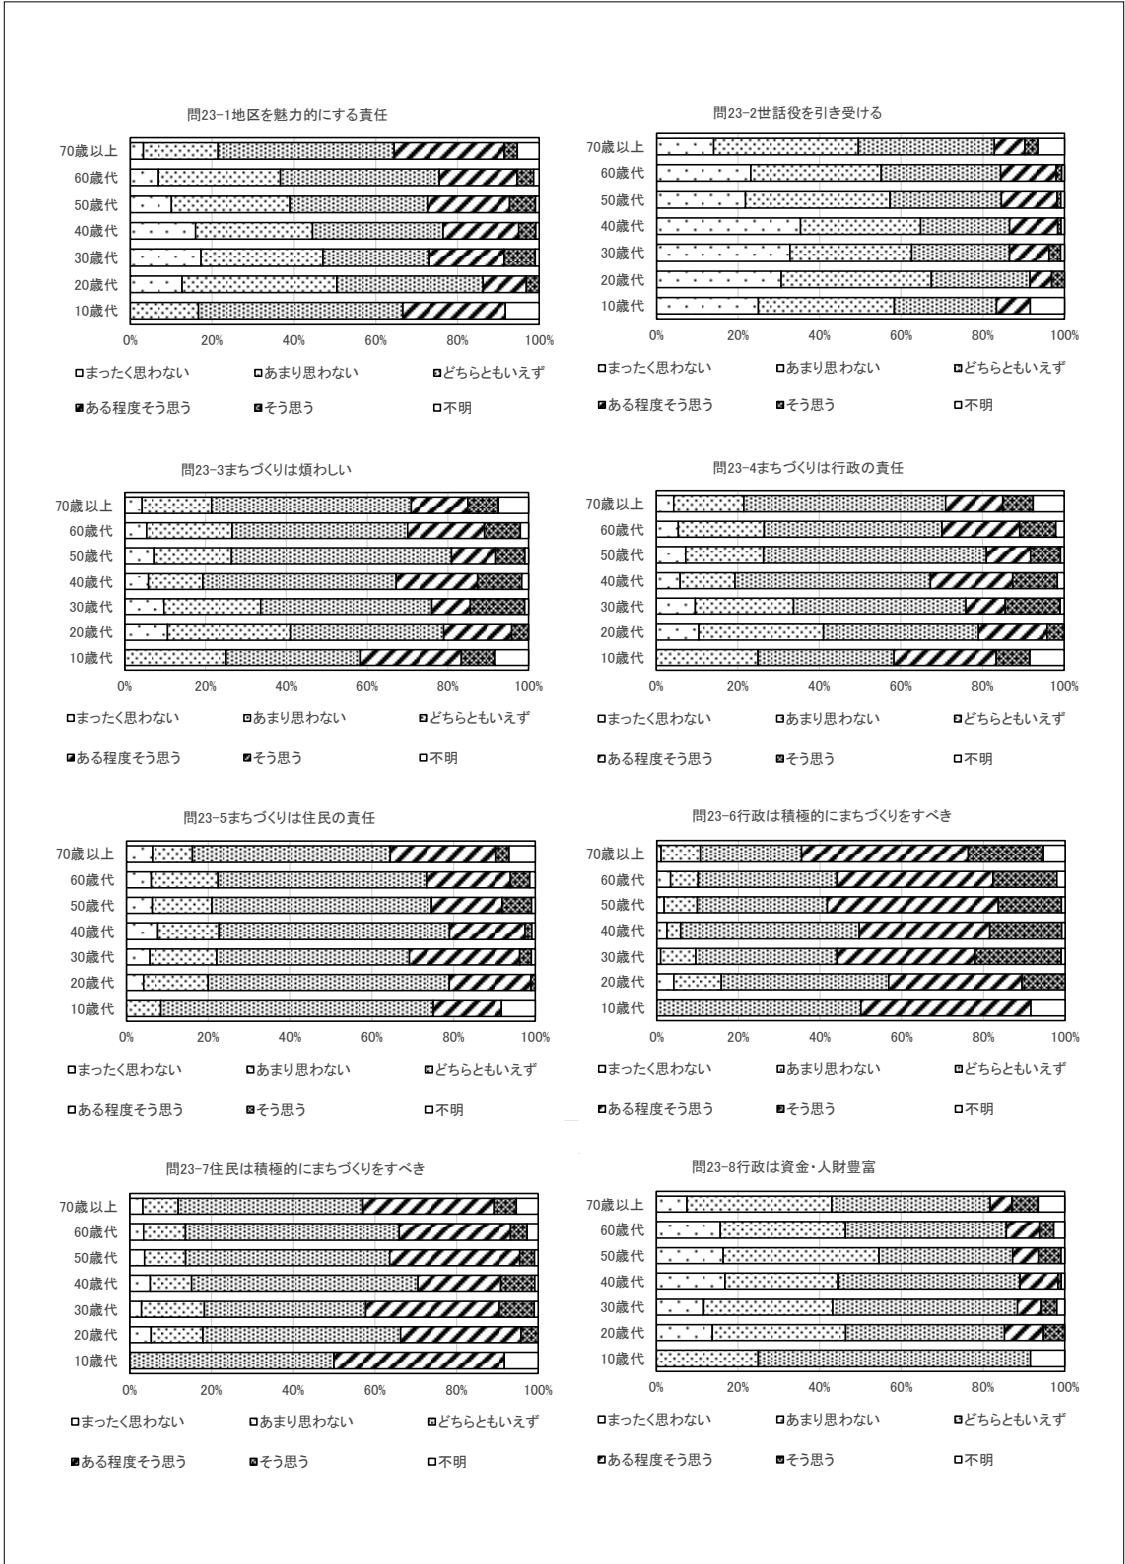 問23-1地区を魅力的にする責任
70歳以上
60歳代
50歳代
40歳代
30歳代
20歳代
10歳代
0% 20% 40% 60% 80% 100%
まったく思わない あまり思わない どちらともいえず
ある程度そう思う そう思う 不明
問23-2世話役を引き受ける
70歳以上
60歳代
50歳代
40歳代
30歳代
20歳代
10歳代
0% 20% 40% 60% 80% 100%
まったく思わない あまり思わない どちらともいえず
ある程度そう思う そう思う 不明
問23-3まちづくりは煩わしい
70歳以上
60歳代
50歳代
40歳代
30歳代
20歳代
10歳代
0% 20% 40% 60% 80% 100%
まったく思わない あまり思わない どちらともいえず
ある程度そう思う そう思う 不明
問23-4まちづくりは行政の責任
70歳以上
60歳代
50歳代
40歳代
30歳代
20歳代
10歳代
0% 20% 40% 60% 80% 100%
まったく思わない あまり思わない どちらともいえず
ある程度そう思う そう思う 不明
問23-5まちづくりは住民の責任
70歳以上
60歳代
50歳代
40歳代
30歳代
20歳代
10歳代
0% 20% 40% 60% 80% 100%
まったく思わない あまり思わない どちらともいえず
ある程度そう思う そう思う 不明
問23-6行政は積極的にまちづくりをすべき
70歳以上
60歳代
50歳代
40歳代
30歳代
20歳代
10歳代
0% 20% 40% 60% 80% 100%
まったく思わない あまり思わない どちらともいえず
ある程度そう思う そう思う 不明
問23-7住民は積極的にまちづくりをすべき
70歳以上
60歳代
50歳代
40歳代
30歳代
20歳代
10歳代
0% 20% 40% 60% 80% 100%
まったく思わない あまり思わない どちらともいえず
ある程度そう思う そう思う 不明
問23-8行政は資金・人財豊富
70歳以上
60歳代
50歳代
40歳代
30歳代
20歳代
10歳代
0% 20% 40% 60% 80% 100%
まったく思わない あまり思わない どちらともいえず
ある程度そう思う そう思う 不明